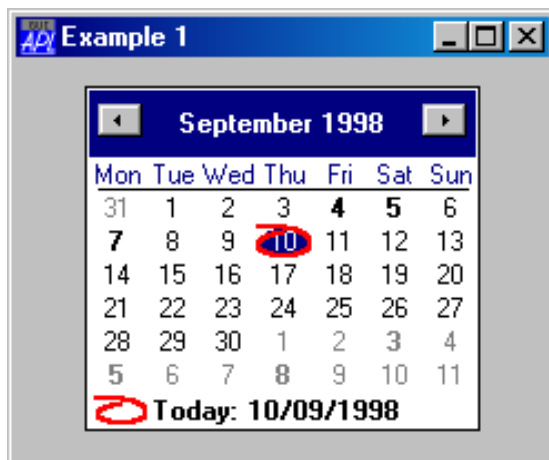 GUI
APL Example 1
September 1998
Mon Tue Wed Thu Fri Sat Sun
31 1 2 3 4 5 6
7 8 9 10 11 12 13
14 15 16 17 18 19 20
21 22 23 24 25 26 27
28 29 30 1 2 3 4
5 6 7 8 9 10 11
Today: 10/09/1998